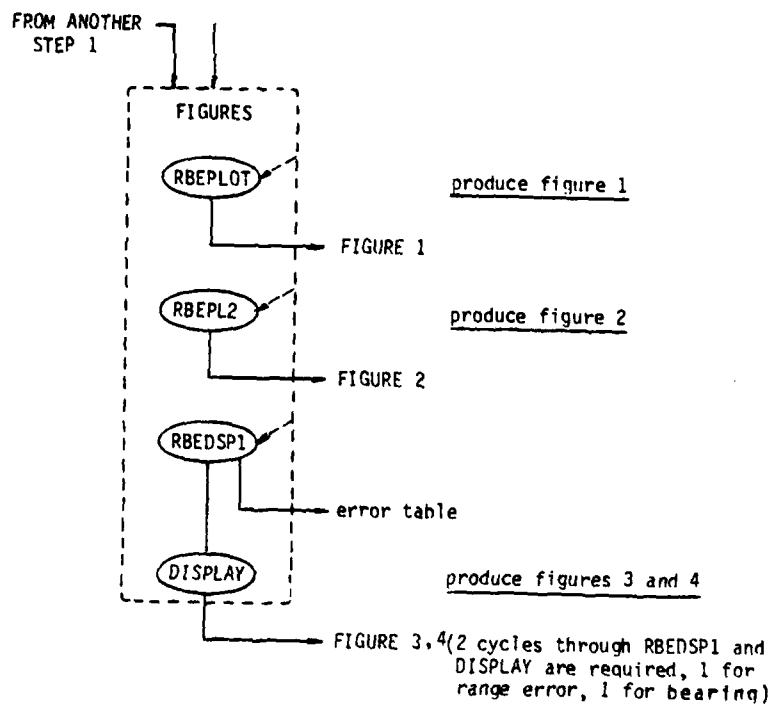 FROM ANOTHER
STEP 1
FIGURES
RBEPLOT
produce figure 1
FIGURE 1
RBEPL2
produce figure 2
FIGURE 2
RBEDSP1
error table
DISPLAY
produce figures 3 and 4
FIGURE 3,4(2 cycles through RBEDSP1 and
DISPLAY are required, 1 for
range error, 1 for bearing)